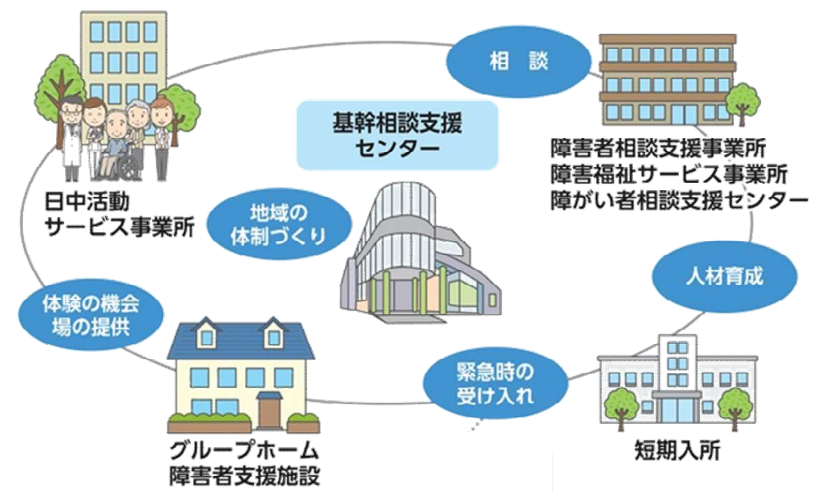 相　談
基幹相談支援
センター
障害者相談支援事業所
障害福祉サービス事業所
障がい者相談支援センター
日中活動
サービス事業所
地域の
体制づくり
人材育成
体験の機会
場の提供
緊急時の
受け入れ
グループホーム
障害者支援施設
短期入所